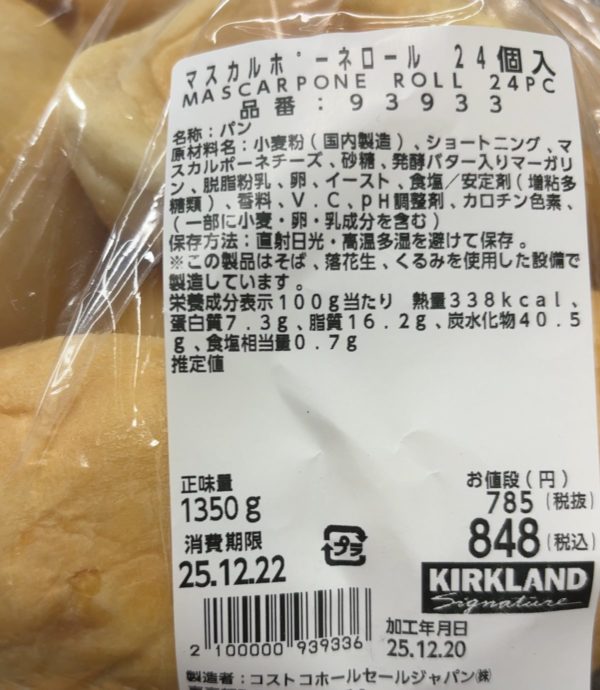 マスカルポーネロール 24個入
MASCARPONE ROLL 24PC
品番:93933
名称:パン
原材料名:小麦粉(国内製造)、ショートニング、マ
スカルポーネチーズ、砂糖、発酵バター入りマーガリ
ン、脱脂粉乳、卵、イースト、食塩/安定剤(増粘多
糖類)、香料、V.C、pH調整剤、カロチン色素、
(一部に小麦・卵・乳成分を含む)
保存方法:直射日光・高温多湿を避けて保存。
※この製品はそば、落花生、くるみを使用した設備で
製造しています。
栄養成分表示100g当たり 熱量338kcal、
蛋白質7.3g、脂質16.2g、炭水化物40.5
g、食塩相当量0.7g
推定値
正味量
1350g
消費期限
25.12.22
プラ
お値段(円)
785(税抜)
848(税込)
KIRKLAND
Signature
2 100000 939336
加工年月日
25.12.20
製造者:コストコホールセールジャパン㈱